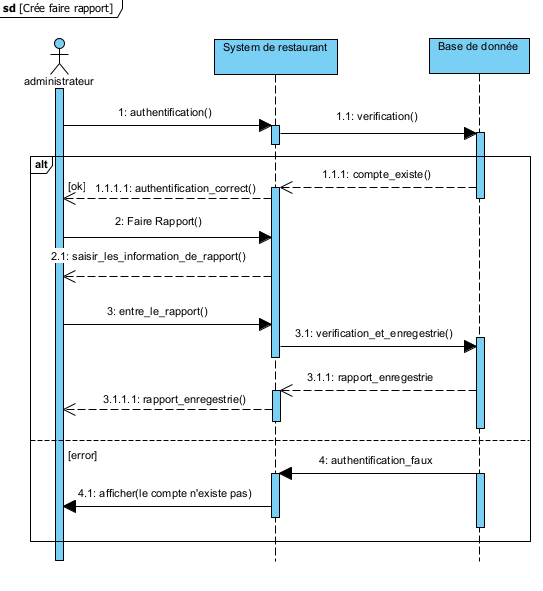 sd [Crée faire rapport]
System de restaurant
Base de donnée
administrateur
1: authentification()
1.1: verification()
alt
1.1.1: compte_existe()
[ok]
1.1.1.1: authentification_correct()
2: Faire Rapport()
2.1: saisir_les_information_de_rapport()
3: entre_le_rapport()
3.1: verification_et_enregestrie()
3.1.1: rapport_enregestrie
3.1.1.1: rapport_enregestrie()
[error]
4: authentification_faux
4.1: afficher(le compte n'existe pas)